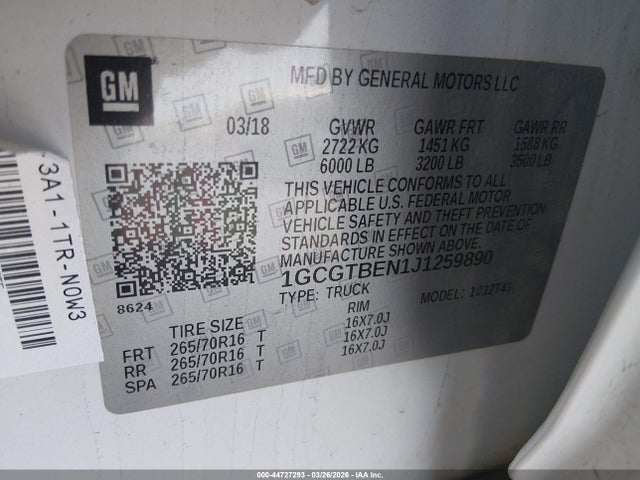 GM
MFD BY GENERAL MOTORS LLC
03/18 GVWR GAWR FRT GAWR RR
2722 KG 1451 KG 1588 KG
6000 LB 3200 LB 3500 LB
THIS VEHICLE CONFORMS TO ALL
APPLICABLE U.S. FEDERAL MOTOR
VEHICLE SAFETY AND THEFT PREVENTION
STANDARDS IN EFFECT ON THE DATE OF
MANUFACTURE SHOWN ABOVE.
1GCGTBEN1J1259890
8624
TYPE: TRUCK MODEL: 1012T43
TIRE SIZE RIM
FRT 265/70R16 T 16X7.0J
RR 265/70R16 T 16X7.0J
SPA 265/70R16 T 16X7.0J
3A1-1TR-N0W3
000-44727293 | 03/26/2026 | IAA Inc.